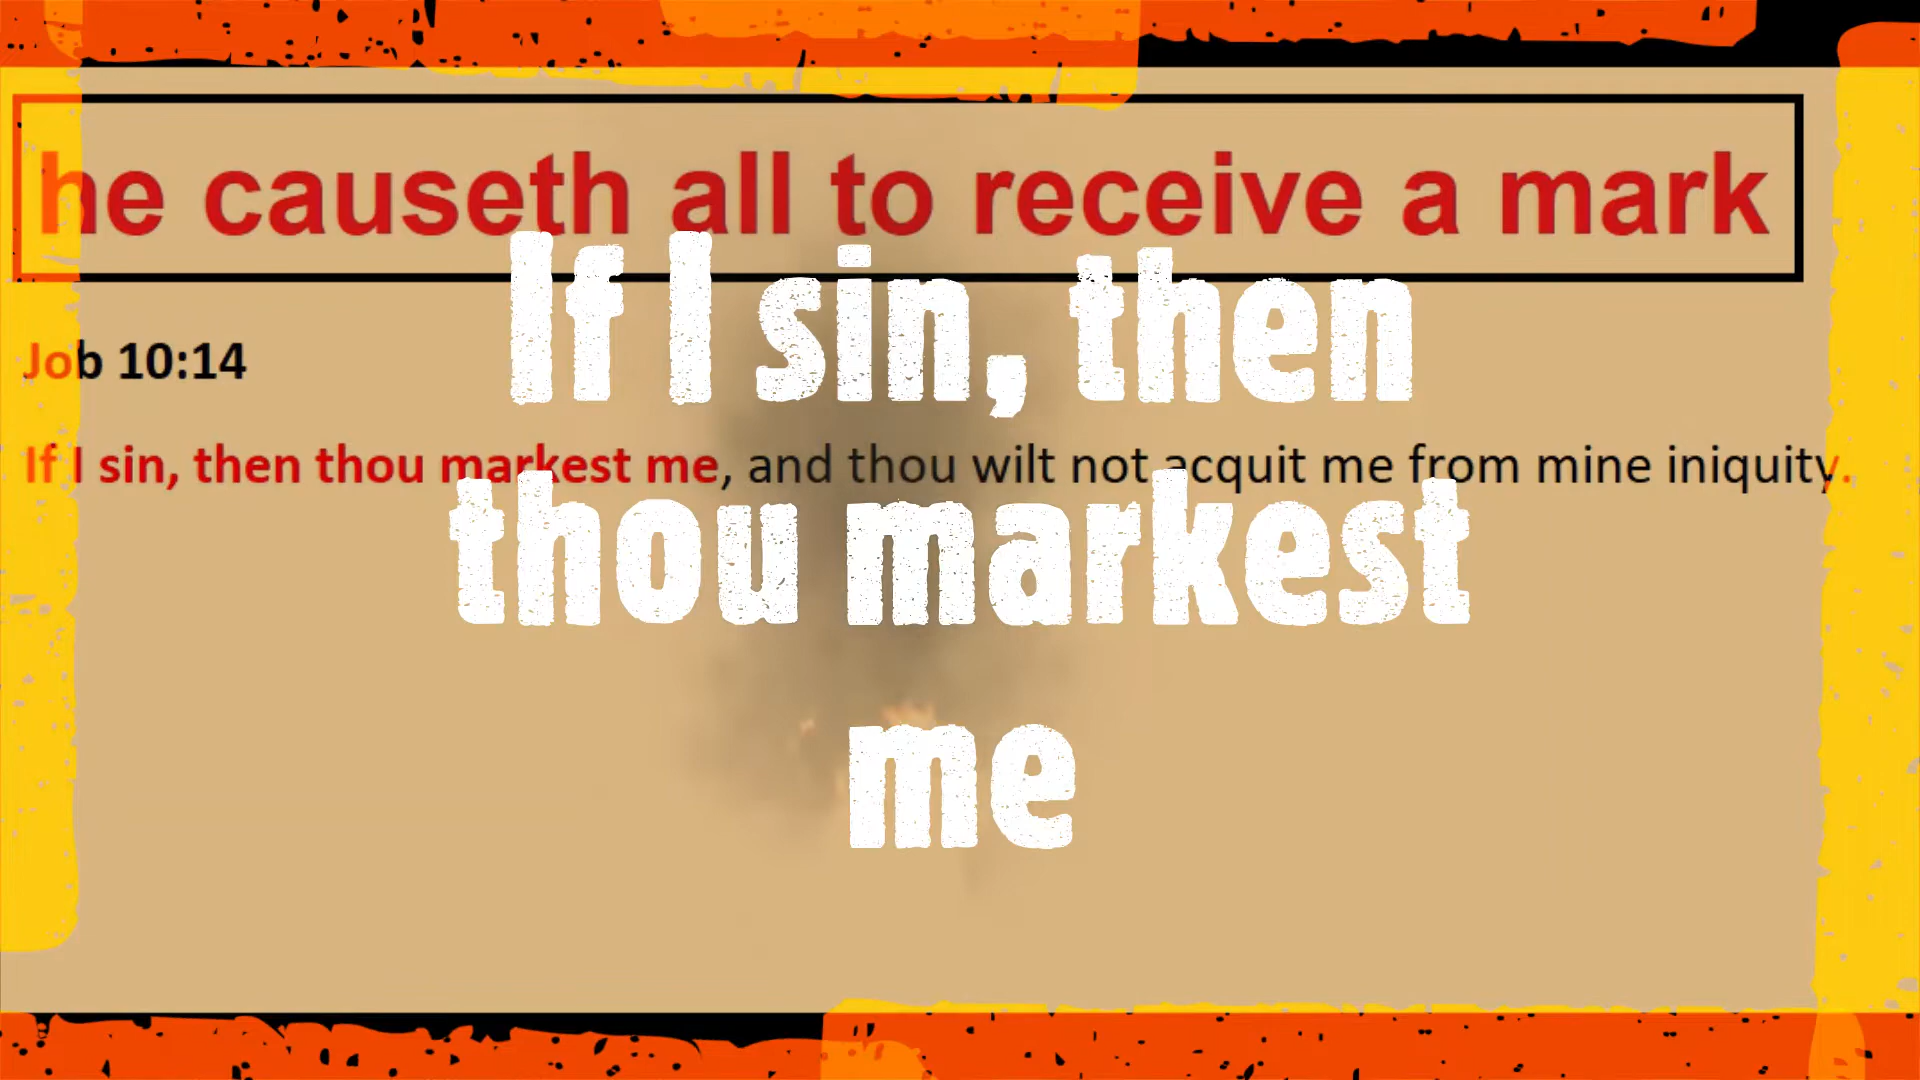 he causeth all to receive a mark
Job 10:14
If I sin, then thou markest me, and thou wilt not acquit me from mine iniquity.
If I sin, then
thou markest
me